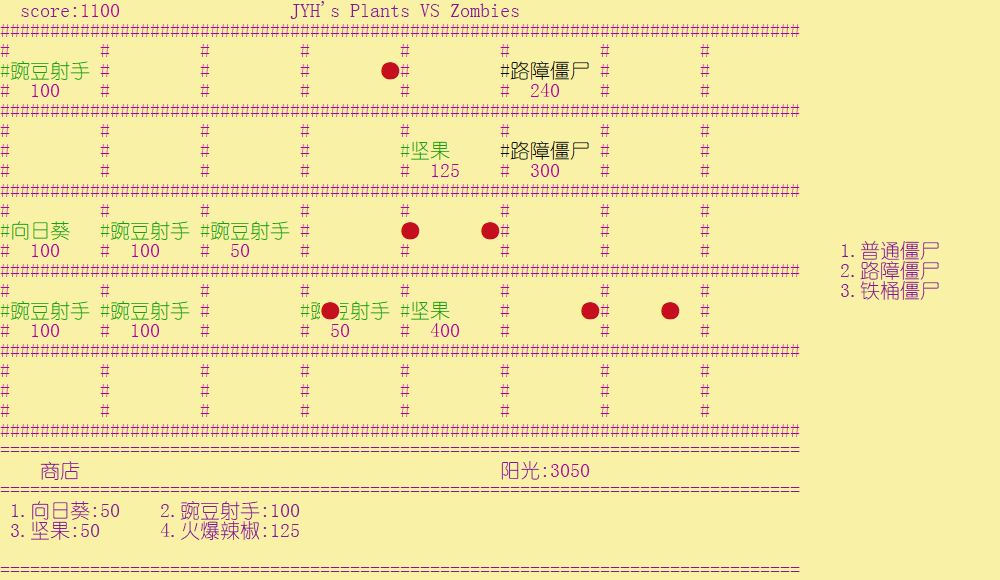 score:1100 JYH's Plants VS Zombies
################################################################################
# # # # # # # #
#豌豆射手 # # # # #路障僵尸 # #
# 100 # # # # # 240 # #
################################################################################
# # # # # # # #
# # # # #坚果 #路障僵尸 # #
# # # # # 125 # 300 # #
################################################################################
# # # # # # # #
#向日葵 #豌豆射手 #豌豆射手 # # # # #
# 100 # 100 # 50 # # # # # 1.普通僵尸
################################################################################ 2.路障僵尸
# # # # # # # # 3.铁桶僵尸
#豌豆射手 #豌豆射手 # #豌豆射手 #坚果 # # #
# 100 # 100 # # 50 # 400 # # #
################################################################################
# # # # # # # #
# # # # # # # #
# # # # # # # #
################################################################################
================================================================================
商店 阳光:3050
================================================================================
1.向日葵:50 2.豌豆射手:100
3.坚果:50 4.火爆辣椒:125
================================================================================